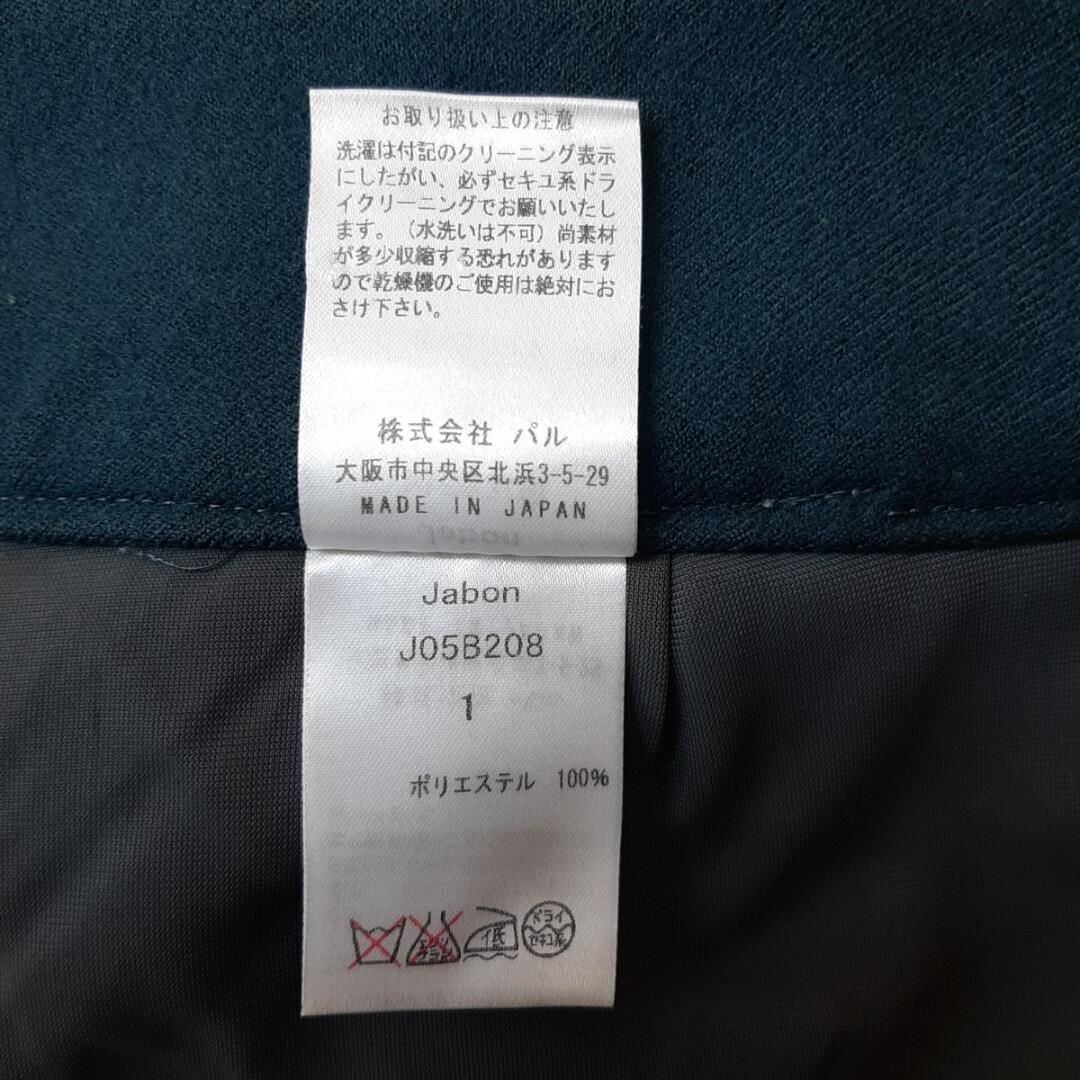 お取り扱い上の注意
洗濯は付記のクリーニング表示
にしたがい、必ずセキユ系ドラ
イクリーニングでお願いいたし
ます。（水洗いは不可）尚素材
が多少収縮する恐れがあります
ので乾燥機のご使用は絶対にお
さけ下さい。
株式会社 パル
大阪市中央区北浜3-5-29
MADE IN JAPAN
Jabon
J05B208
1
ポリエステル 100%
エンソ
サラシ
低
ドライ
セキユ系